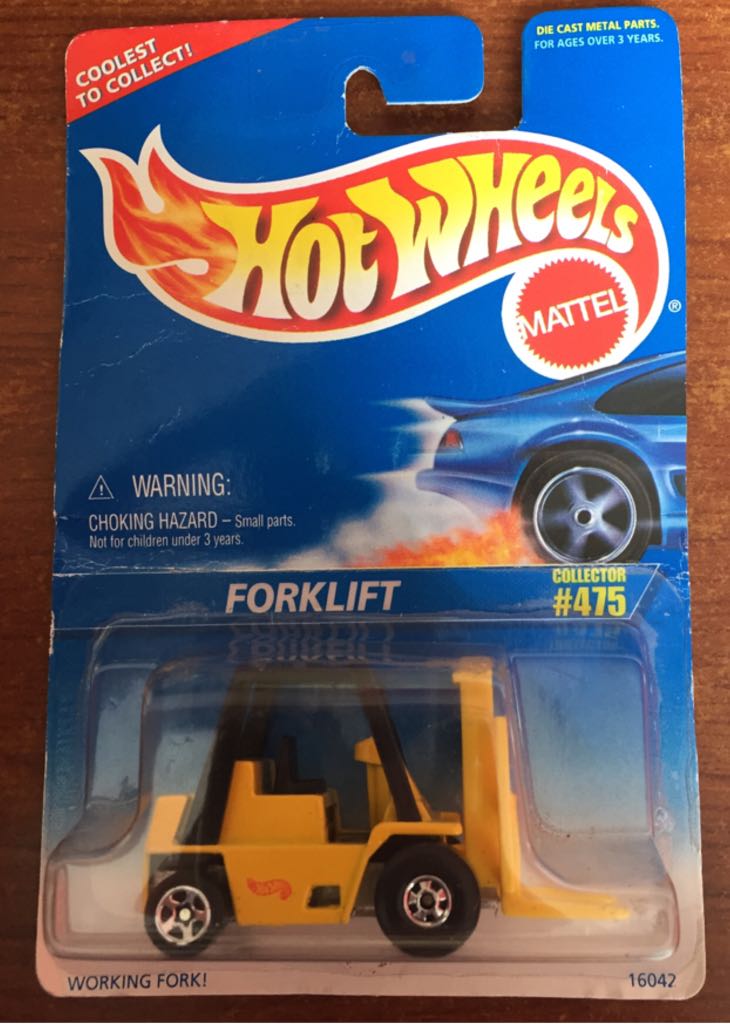 COOLEST
TO COLLECT!
DIE CAST METAL PARTS.
FOR AGES OVER 3 YEARS.
HOT WHEELS
MATTEL
®
WARNING:
CHOKING HAZARD – Small parts.
Not for children under 3 years.
FORKLIFT
COLLECTOR
#475
WORKING FORK!
16042